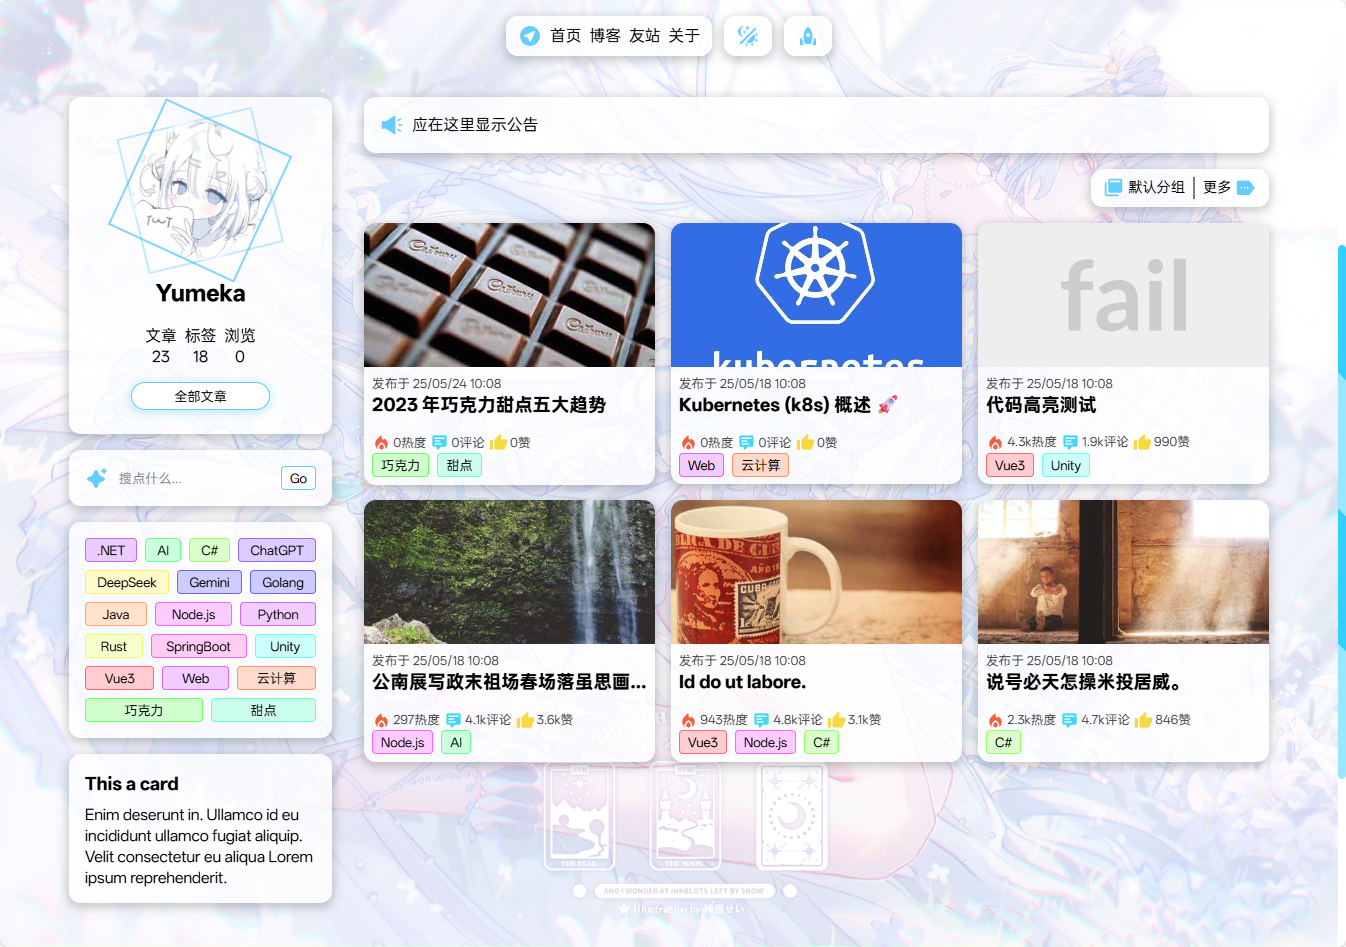 首页 博客 友站 关于
应在这里显示公告
默认分组 | 更多
TWT
Yumeka
文章 标签 浏览
23 18 0
全部文章
搜点什么... Go
.NET AI C# ChatGPT
DeepSeek Gemini Golang
Java Node.js Python
Rust SpringBoot Unity
Vue3 Web 云计算
巧克力 甜点
This a card
Enim deserunt in. Ullamco id eu
incididunt ullamco fugiat aliquip.
Velit consectetur eu aliqua Lorem
ipsum reprehenderit.
Cadbury
Cadbury
Cadbury
发布于 25/05/24 10:08
2023 年巧克力甜点五大趋势
0热度 0评论 0赞
巧克力 甜点
kubernetes
发布于 25/05/18 10:08
Kubernetes (k8s) 概述 🚀
0热度 0评论 0赞
Web 云计算
fail
发布于 25/05/18 10:08
代码高亮测试
4.3k热度 1.9k评论 990赞
Vue3 Unity
发布于 25/05/18 10:08
公南展写政末祖场春场落虽思画...
297热度 4.1k评论 3.6k赞
Node.js AI
发布于 25/05/18 10:08
Id do ut labore.
943热度 4.8k评论 3.1k赞
Vue3 Node.js C#
发布于 25/05/18 10:08
说号必天怎操米投居威。
2.3k热度 4.7k评论 846赞
C#
THE STAR. THE MOON.
AND I WONDER AT INKBLOTS LEFT BY SNOW
Illustration by